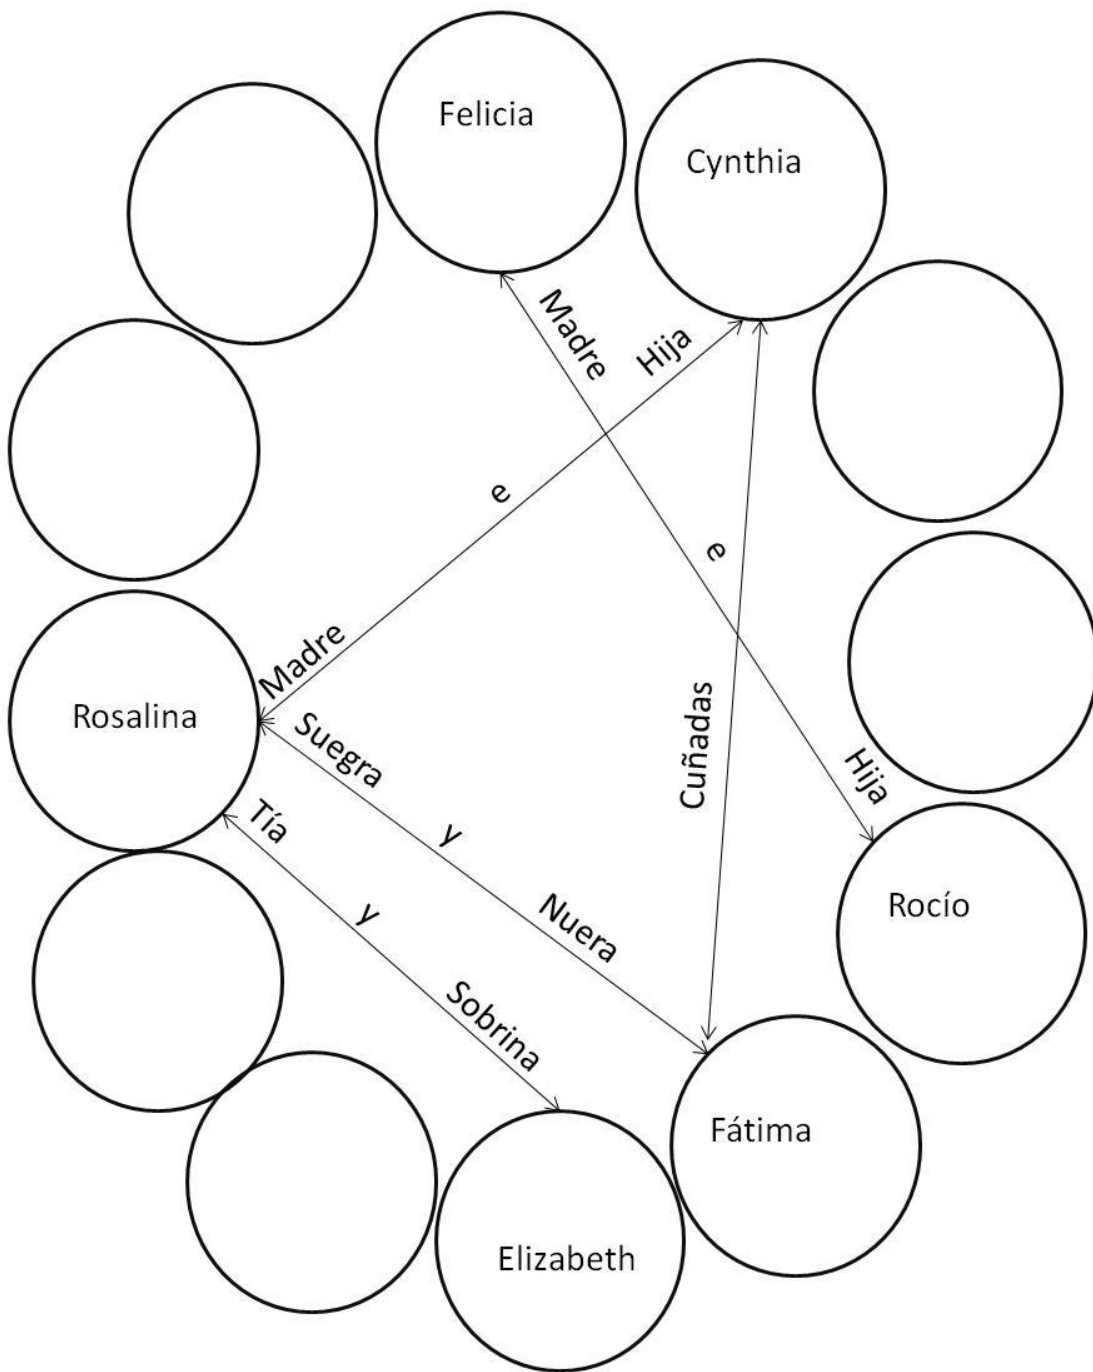 Felicia
Cynthia
Madre e Hija
Madre e Hija
Rosalina
Suegra y Nuera
Cuñadas
Tía y Sobrina
Rocío
Fátima
Elizabeth